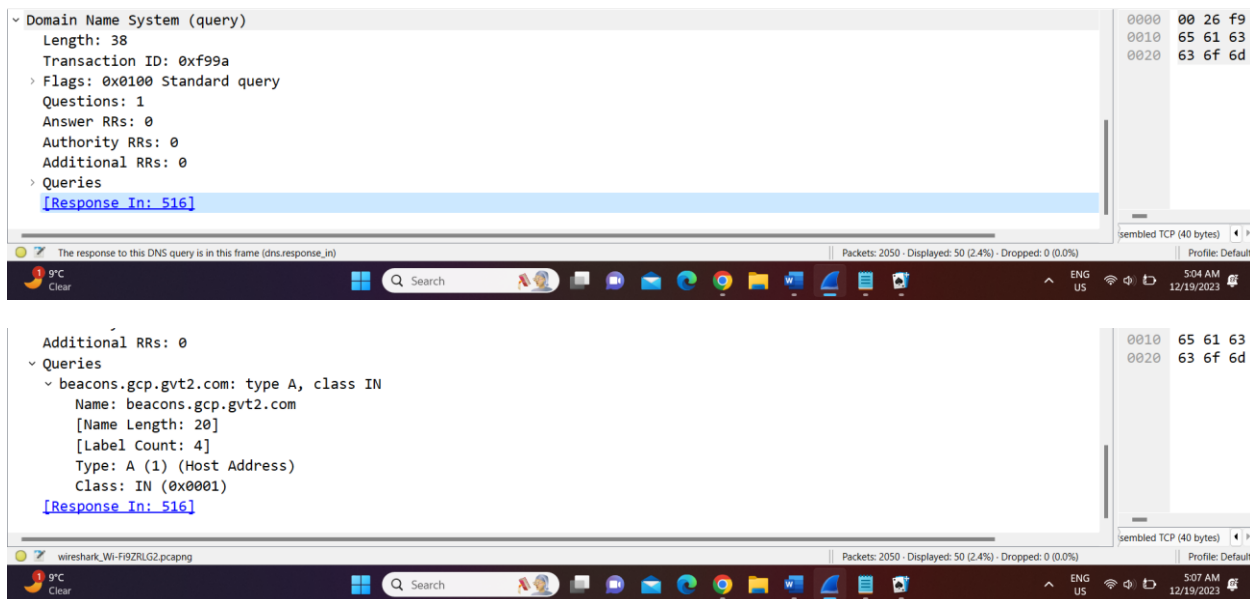 Domain Name System (query)
Length: 38
Transaction ID: 0xf99a
Flags: 0x0100 Standard query
Questions: 1
Answer RRs: 0
Authority RRs: 0
Additional RRs: 0
Queries
[Response In: 516]
0000 00 26 f9
0010 65 61 63
0020 63 6f 6d
sembled TCP (40 bytes)
The response to this DNS query is in this frame (dns.response_in) Packets: 2050 · Displayed: 50 (2.4%) · Dropped: 0 (0.0%) Profile: Default
1 9°C
Clear
Search
ENG
US
5:04 AM
12/19/2023
Additional RRs: 0
Queries
beacons.gcp.gvt2.com: type A, class IN
Name: beacons.gcp.gvt2.com
[Name Length: 20]
[Label Count: 4]
Type: A (1) (Host Address)
Class: IN (0x0001)
[Response In: 516]
0010 65 61 63
0020 63 6f 6d
sembled TCP (40 bytes)
wireshark_Wi-Fi9ZRLG2.pcapng Packets: 2050 · Displayed: 50 (2.4%) · Dropped: 0 (0.0%) Profile: Default
1 9°C
Clear
Search
ENG
US
5:07 AM
12/19/2023